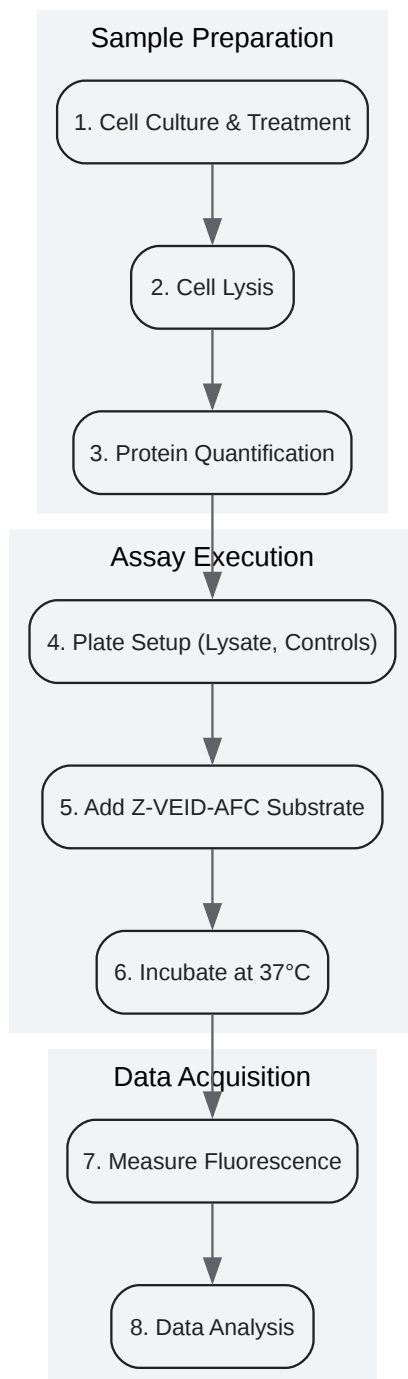 Sample Preparation
1. Cell Culture & Treatment
2. Cell Lysis
3. Protein Quantification
Assay Execution
4. Plate Setup (Lysate, Controls)
5. Add Z-VEID-AFC Substrate
6. Incubate at 37°C
Data Acquisition
7. Measure Fluorescence
8. Data Analysis